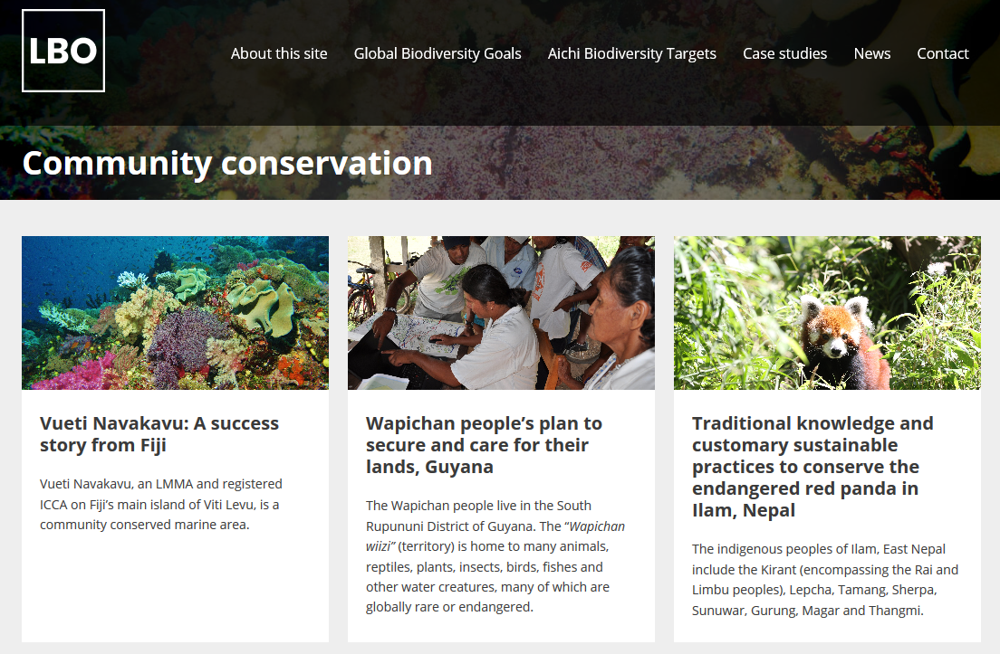 LBO
About this site
Global Biodiversity Goals
Aichi Biodiversity Targets
Case studies
News
Contact
Community conservation
Vueti Navakavu: A success
story from Fiji
Vueti Navakavu, an LMMA and registered
ICCA on Fiji’s main island of Viti Levu, is a
community conserved marine area.
Wapichan people’s plan to
secure and care for their
lands, Guyana
The Wapichan people live in the South
Rupununi District of Guyana. The “Wapichan
wiizi” (territory) is home to many animals,
reptiles, plants, insects, birds, fishes and
other water creatures, many of which are
globally rare or endangered.
Traditional knowledge and
customary sustainable
practices to conserve the
endangered red panda in
Ilam, Nepal
The indigenous peoples of Ilam, East Nepal
include the Kirant (encompassing the Rai and
Limbu peoples), Lepcha, Tamang, Sherpa,
Sunuwar, Gurung, Magar and Thangmi.